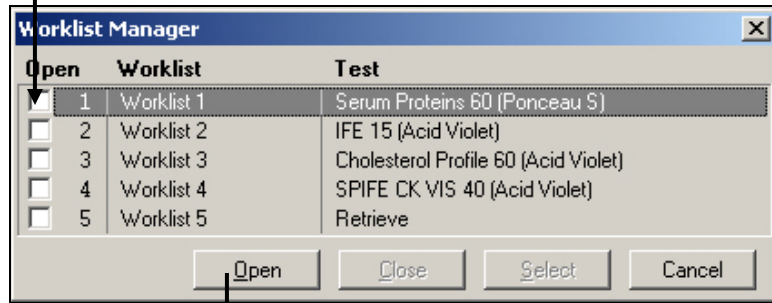 Worklist Manager
Open Worklist Test
1 Worklist 1 Serum Proteins 60 (Ponceau S)
2 Worklist 2 IFE 15 (Acid Violet)
3 Worklist 3 Cholesterol Profile 60 (Acid Violet)
4 Worklist 4 SPIFE CK VIS 40 (Acid Violet)
5 Worklist 5 Retrieve
Open Close Select Cancel